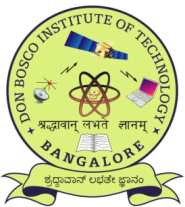 DON BOSCO INSTITUTE OF TECHNOLOGY
श्रद्धावान् लभते ज्ञानम्
BANGALORE
ಶ್ರದ್ಧಾವಾನ್ ಲಭತೇ ಜ್ಞಾನಂ